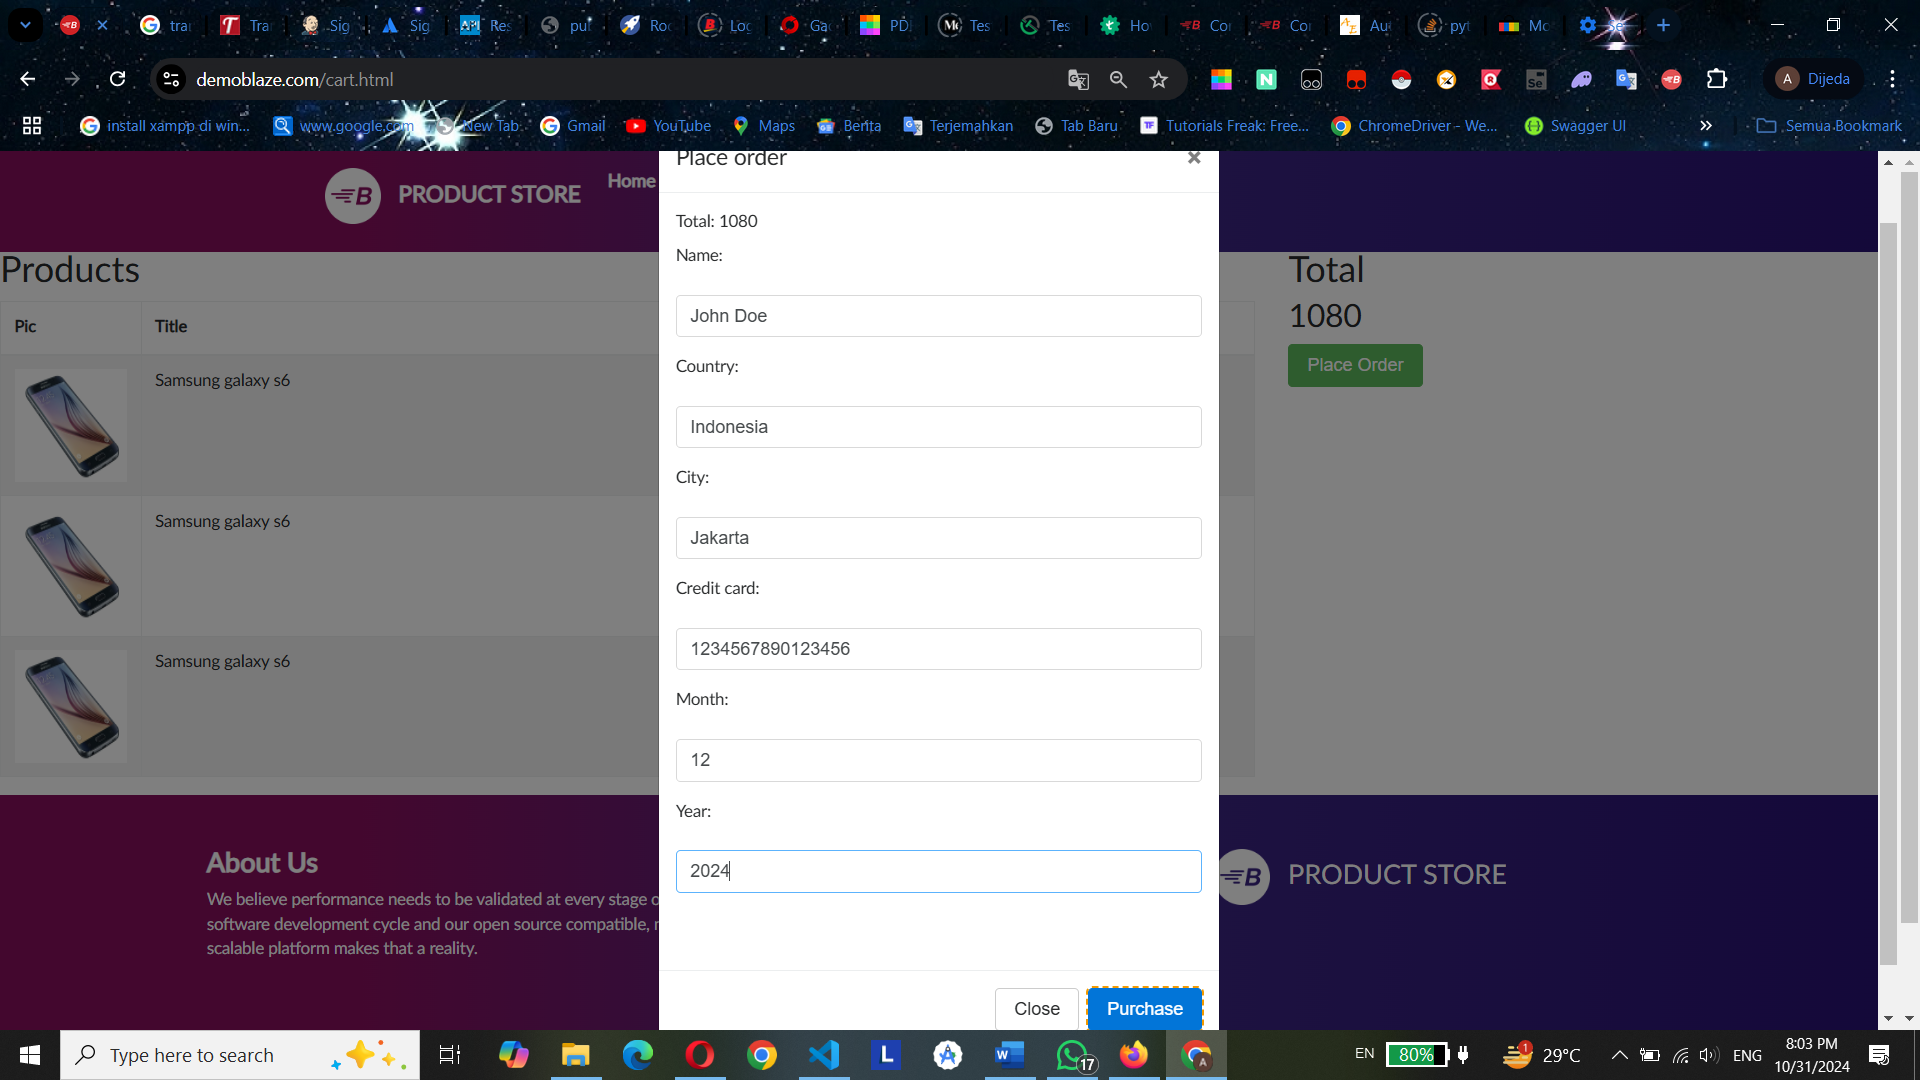 tra
Tra
Sig
Sig
Res
pu
Roc
Log
Ga
PD
Tes
Tes
Ho
Co
Co
Au
pyt
Mo
demoblaze.com/cart.html
Dijeda
install xampp di win...
www.google.com
New Tab
Gmail
YouTube
Maps
Berita
Terjemahkan
Tab Baru
Tutorials Freak: Free...
ChromeDriver - We...
Swagger UI
»
Semua Bookmark
PRODUCT STORE
Home
Products
Pic
Title
Samsung galaxy s6
Samsung galaxy s6
Samsung galaxy s6
Place order
×
Total: 1080
Name:
John Doe
Country:
Indonesia
City:
Jakarta
Credit card:
1234567890123456
Month:
12
Year:
2024
Close
Purchase
Total
1080
Place Order
About Us
We believe performance needs to be validated at every stage o
software development cycle and our open source compatible,
scalable platform makes that a reality.
PRODUCT STORE
Type here to search
17
EN
80%
1
29°C
ENG
8:03 PM
10/31/2024